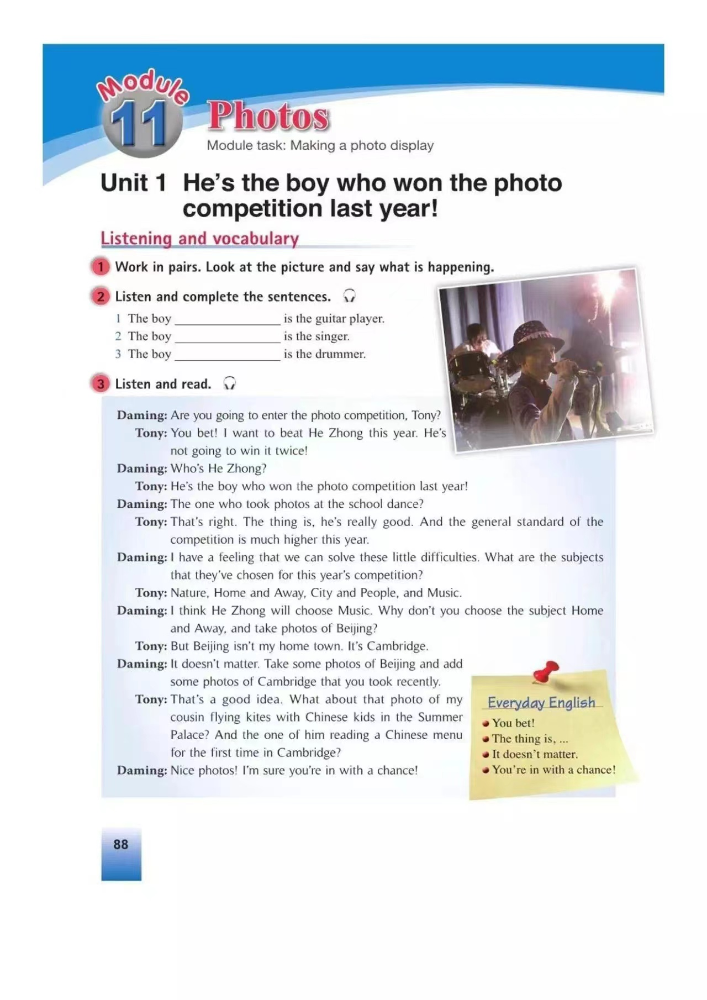 Module
11
Photos
Module task: Making a photo display
Unit 1 He's the boy who won the photo
competition last year!
Listening and vocabulary
1 Work in pairs. Look at the picture and say what is happening.
2 Listen and complete the sentences.
1 The boy ________________ is the guitar player.
2 The boy ________________ is the singer.
3 The boy ________________ is the drummer.
3 Listen and read.
Daming: Are you going to enter the photo competition, Tony?
Tony: You bet! I want to beat He Zhong this year. He's
not going to win it twice!
Daming: Who's He Zhong?
Tony: He's the boy who won the photo competition last year!
Daming: The one who took photos at the school dance?
Tony: That's right. The thing is, he's really good. And the general standard of the
competition is much higher this year.
Daming: I have a feeling that we can solve these little difficulties. What are the subjects
that they've chosen for this year's competition?
Tony: Nature, Home and Away, City and People, and Music.
Daming: I think He Zhong will choose Music. Why don't you choose the subject Home
and Away, and take photos of Beijing?
Tony: But Beijing isn't my home town. It's Cambridge.
Daming: It doesn't matter. Take some photos of Beijing and add
some photos of Cambridge that you took recently.
Tony: That's a good idea. What about that photo of my
cousin flying kites with Chinese kids in the Summer
Palace? And the one of him reading a Chinese menu
for the first time in Cambridge?
Daming: Nice photos! I'm sure you're in with a chance!
Everyday English
• You bet!
• The thing is, ...
• It doesn't matter.
• You're in with a chance!
88